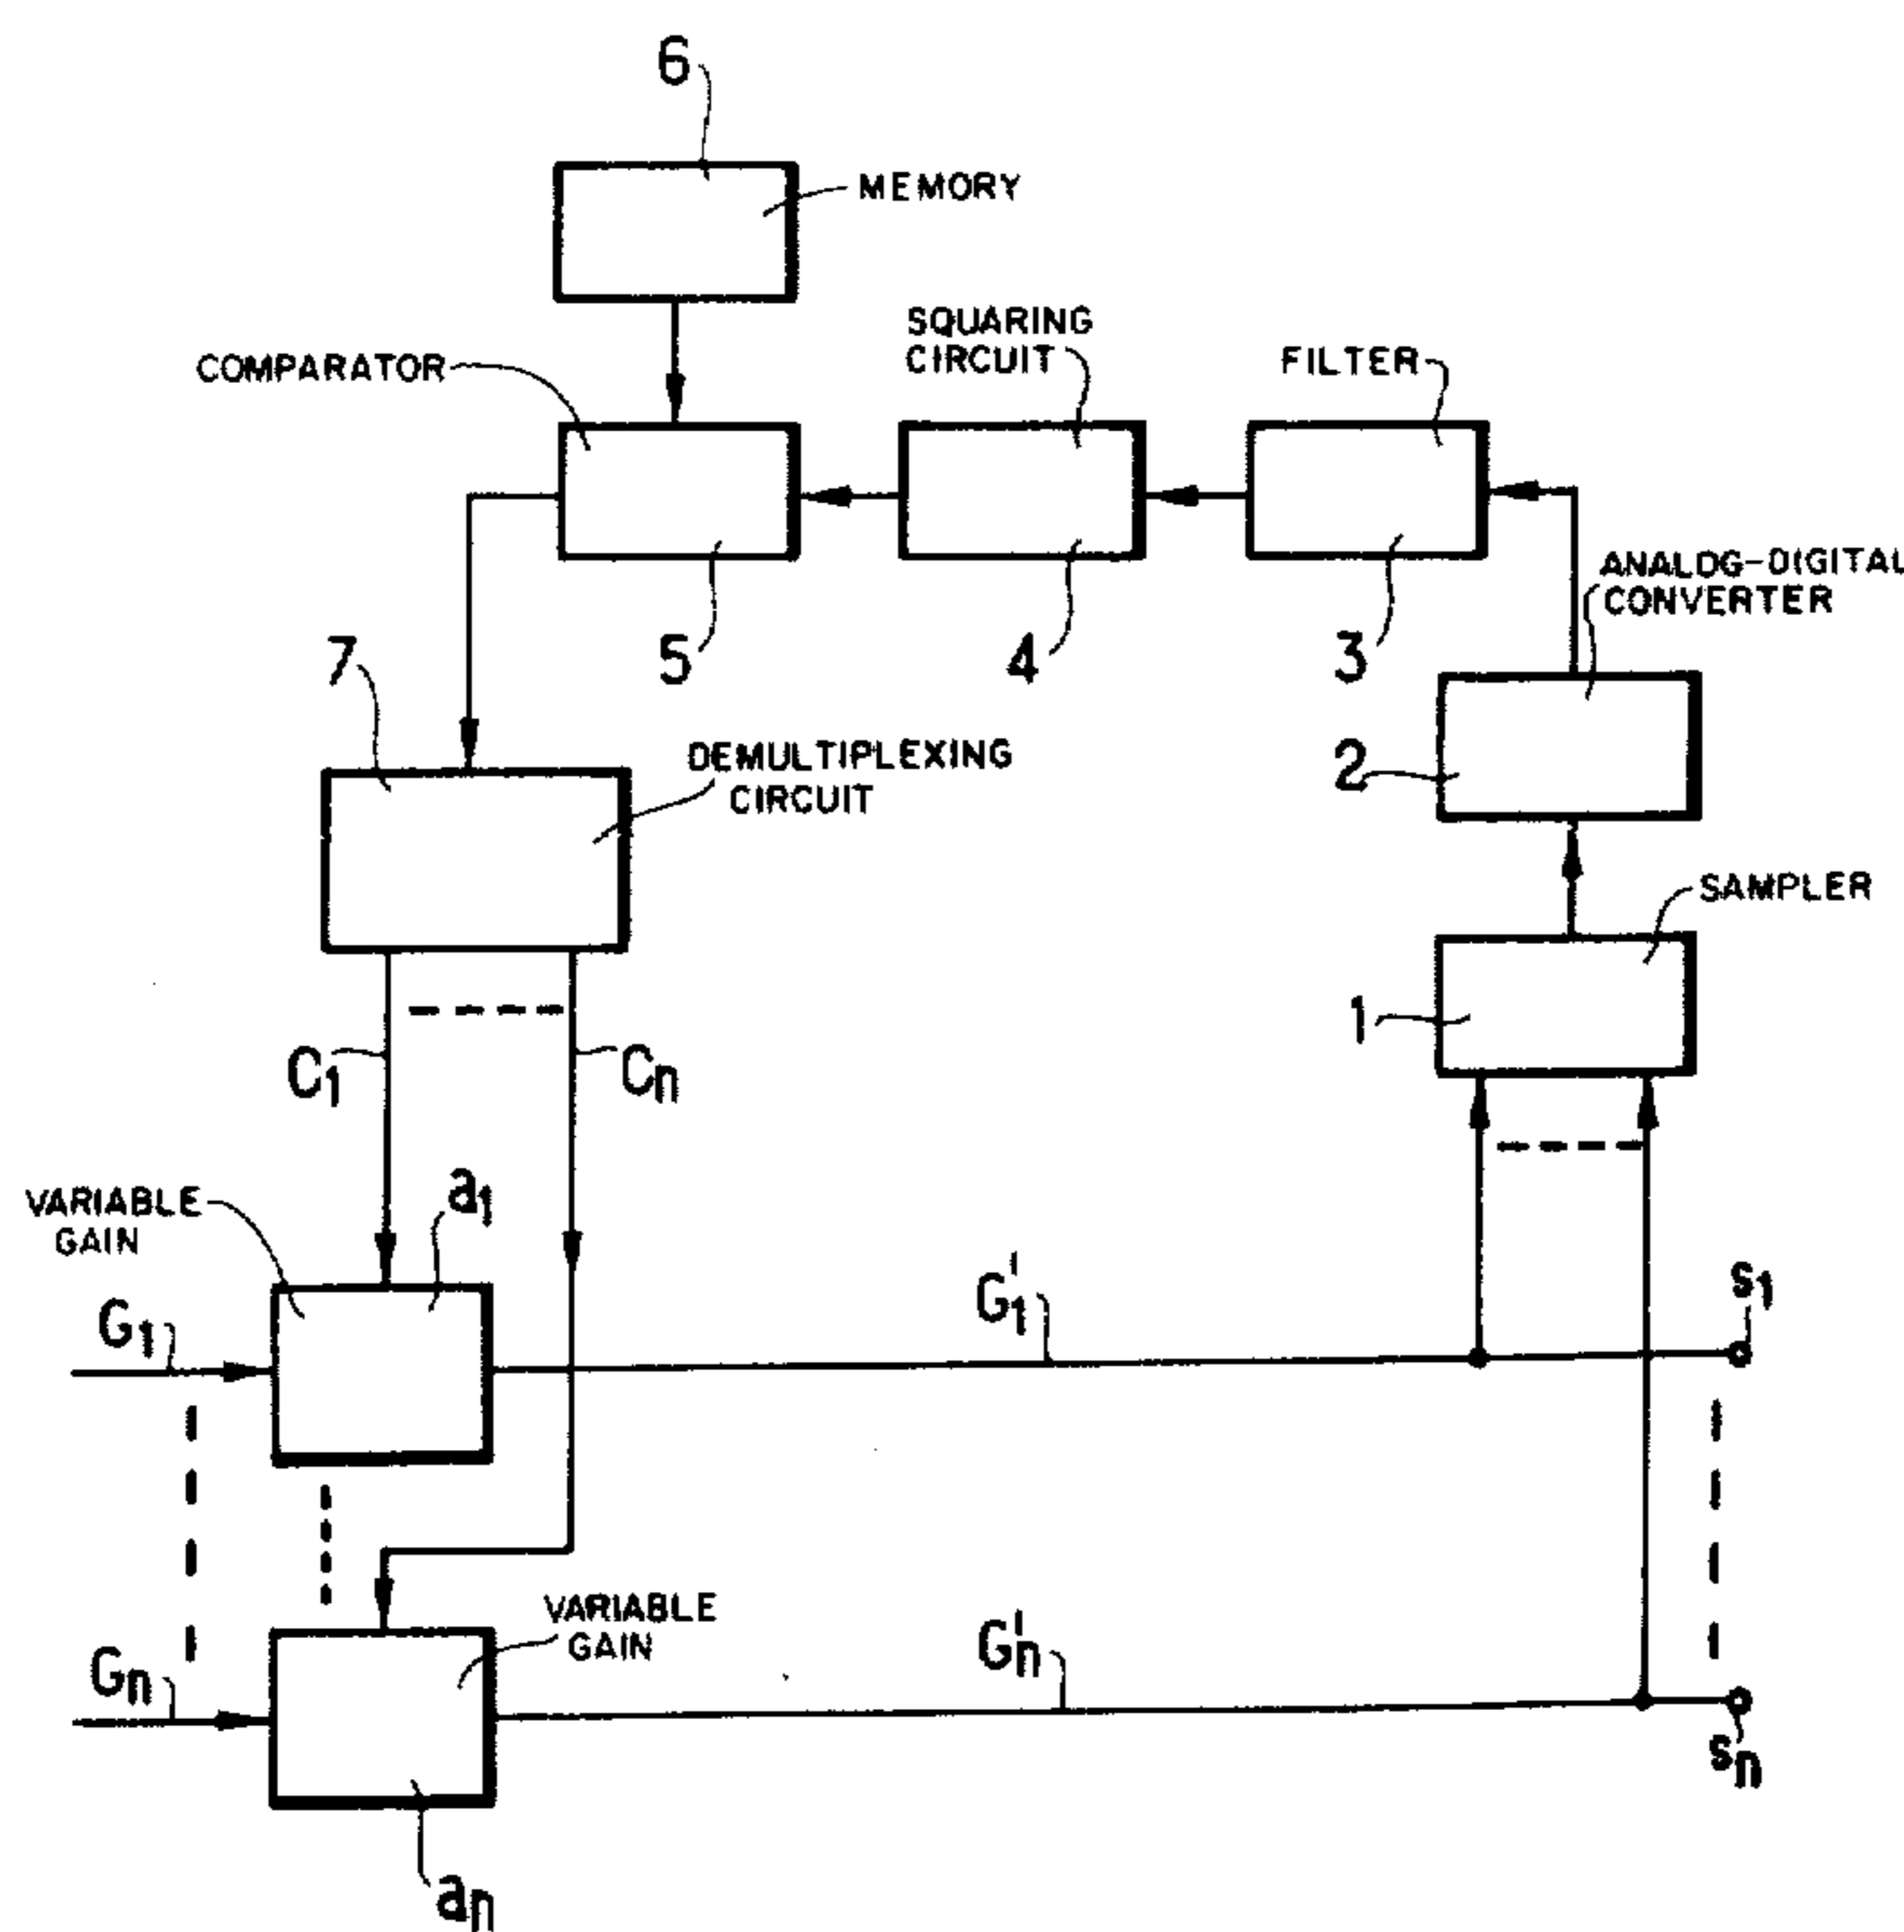 6
MEMORY
SQUARING
CIRCUIT
COMPARATOR
FILTER
ANALOG-DIGITAL
CONVERTER
7
5
4
3
2
DEMULTIPLEXING
CIRCUIT
SAMPLER
1
C1
Cn
VARIABLE
GAIN
a1
G1
G'1
s1
VARIABLE
GAIN
Gn
G'n
sn
an